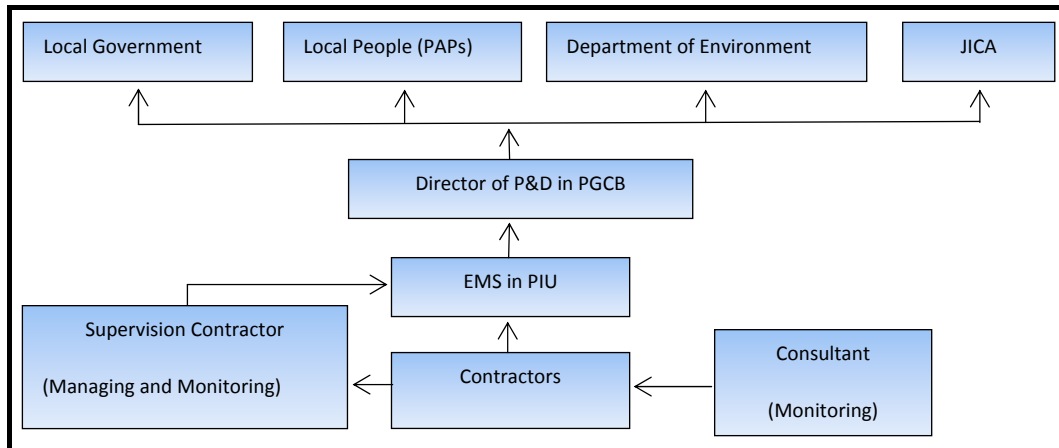 Local Government
Local People (PAPs)
Department of Environment
JICA
Director of P&D in PGCB
EMS in PIU
Supervision Contractor
(Managing and Monitoring)
Contractors
Consultant
(Monitoring)